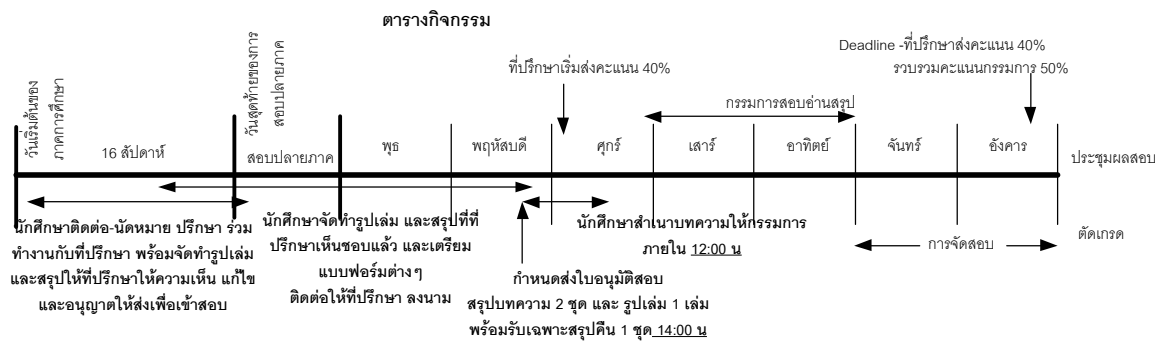 ตารางกิจกรรม
วันเริ่มต้นของ
ภาคการศึกษา
วันสุดท้ายของการ
สอบปลายภาค
ที่ปรึกษาเริ่มส่งคะแนน 40%
Deadline -ที่ปรึกษาส่งคะแนน 40%
รวบรวมคะแนนกรรมการ 50%
กรรมการสอบอ่านสรุป
16 สัปดาห์
สอบปลายภาค
พุธ
พฤหัสบดี
ศุกร์
เสาร์
อาทิตย์
จันทร์
อังคาร
ประชุมผลสอบ
ตัดเกรด
นักศึกษาติดต่อ-นัดหมาย ปรึกษา ร่วม
ทำงานกับที่ปรึกษา พร้อมจัดทำรูปเล่ม
และสรุปให้ที่ปรึกษาให้ความเห็น แก้ไข
และอนุญาตให้ส่งเพื่อเข้าสอบ
นักศึกษาจัดทำรูปเล่ม และสรุปที่ที่
ปรึกษาเห็นชอบแล้ว และเตรียม
แบบฟอร์มต่างๆ
ติดต่อให้ที่ปรึกษา ลงนาม
กำหนดส่งใบอนุมัติสอบ
สรุปบทความ 2 ชุด และ รูปเล่ม 1 เล่ม
พร้อมรับเฉพาะสรุปคืน 1 ชุด 14:00 น
นักศึกษาสำเนาบทความให้กรรมการ
ภายใน 12:00 น
การจัดสอบ